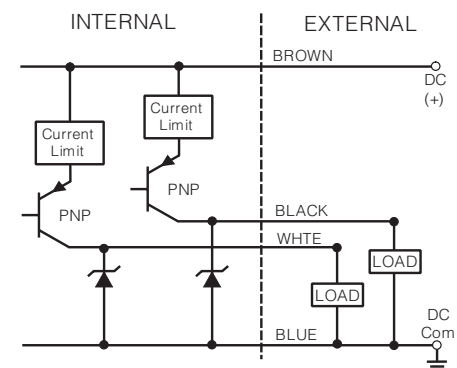 INTERNAL
EXTERNAL
BROWN
DC
(+)
Current
Limit
Current
Limit
PNP
PNP
BLACK
WHTE
LOAD
LOAD
BLUE
DC
Com